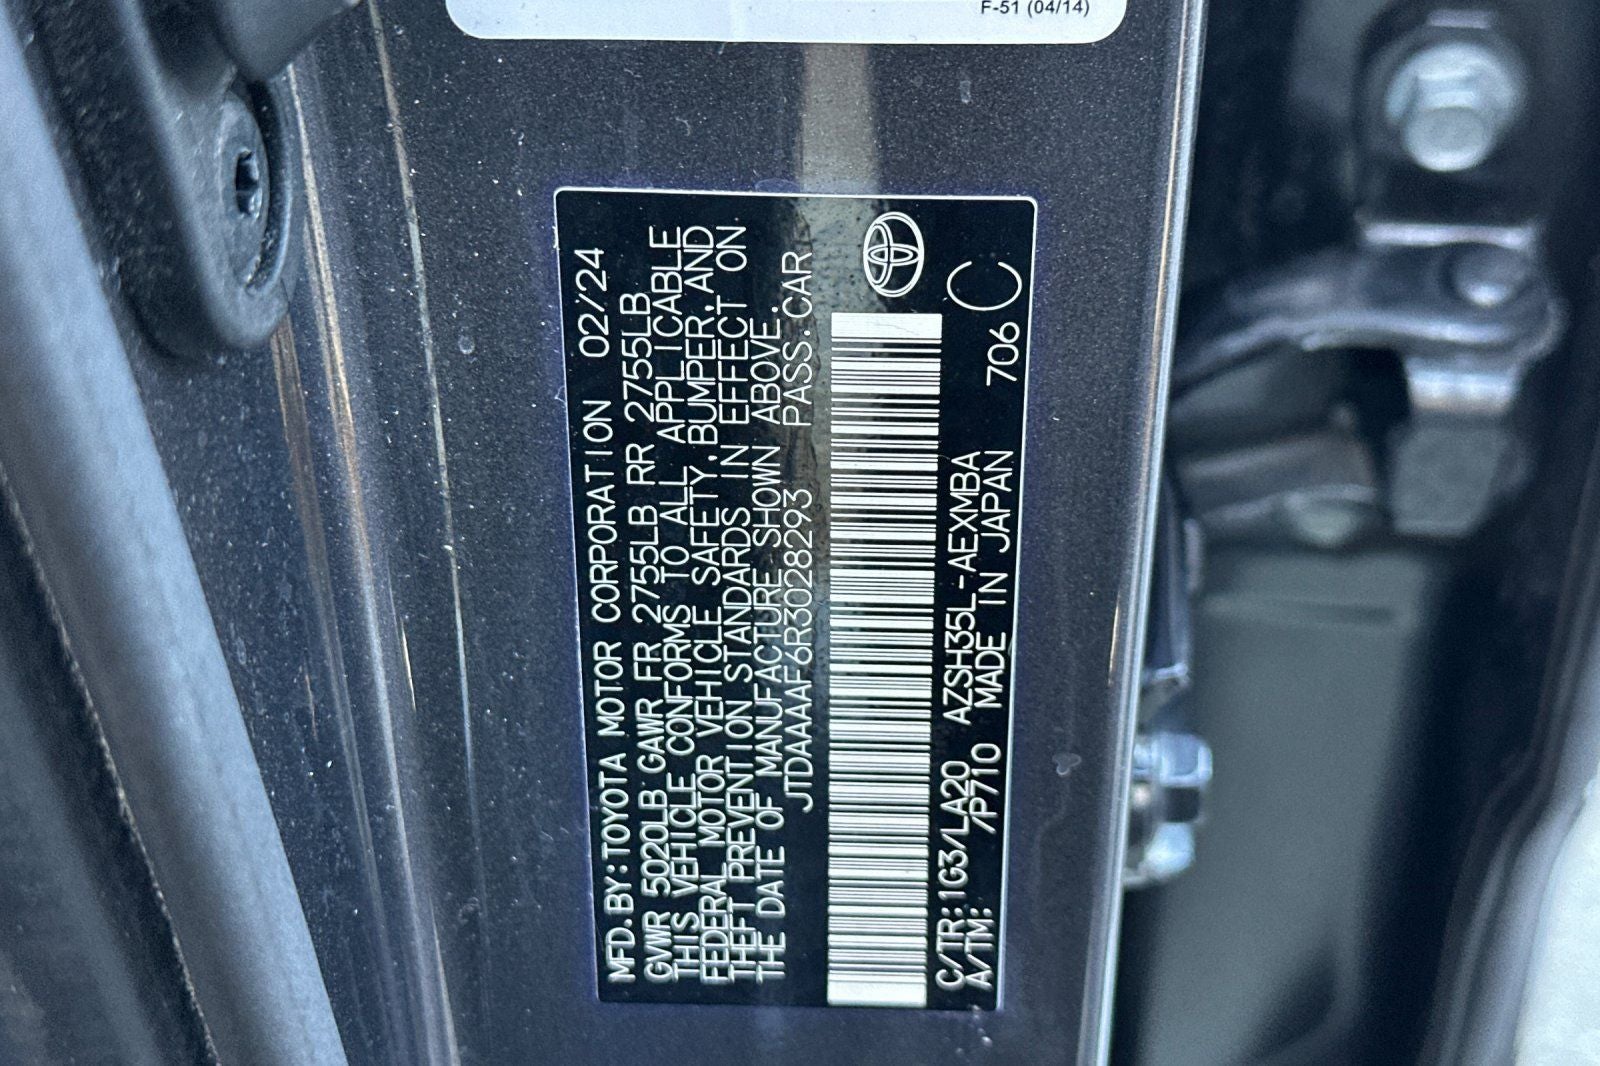 F-51 (04/14)
MFD.BY:TOYOTA MOTOR CORPORATION 02/24
GVWR 5020LB GAWR FR 2755LB RR 2755LB
THIS VEHICLE CONFORMS TO ALL APPLICABLE
FEDERAL MOTOR VEHICLE SAFETY,BUMPER,AND
THEFT PREVENTION STANDARDS IN EFFECT ON
THE DATE OF MANUFACTURE SHOWN ABOVE.
JTDAAAAF6R3028293 PASS.CAR
C/TR:1G3/LA20 AZSH35L-AEXMBA 706 C
A/TM: /P710 MADE IN JAPAN